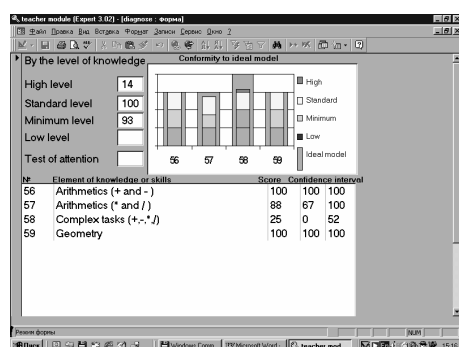 teacher module (Expert 3.02) - [diagnose : форма]
Файл Правка Вид Вставка Формат Записи Сервис Окно ?
By the level of knowledge
Conformity to ideal model
High level 14
Standard level 100
Minimum level 93
Low level
Test of attention
High
Standard
Minimum
Low
Ideal model
56 57 58 59
№ Element of knowledge or skills Score Confidence interval
56 Arithmetics (+ and - ) 100 100 100
57 Arithmetics (* and / ) 88 67 100
58 Complex tasks (+,-,*,/) 25 0 52
59 Geometry 100 100 100
Режим формы NUM
Пуск Windows Comm Microsoft Word - teacher mod 15:16